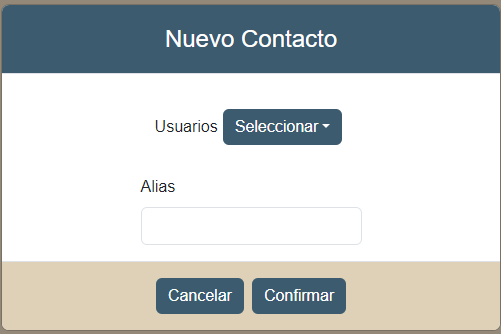 Nuevo Contacto
Usuarios Seleccionar
Alias
Cancelar Confirmar